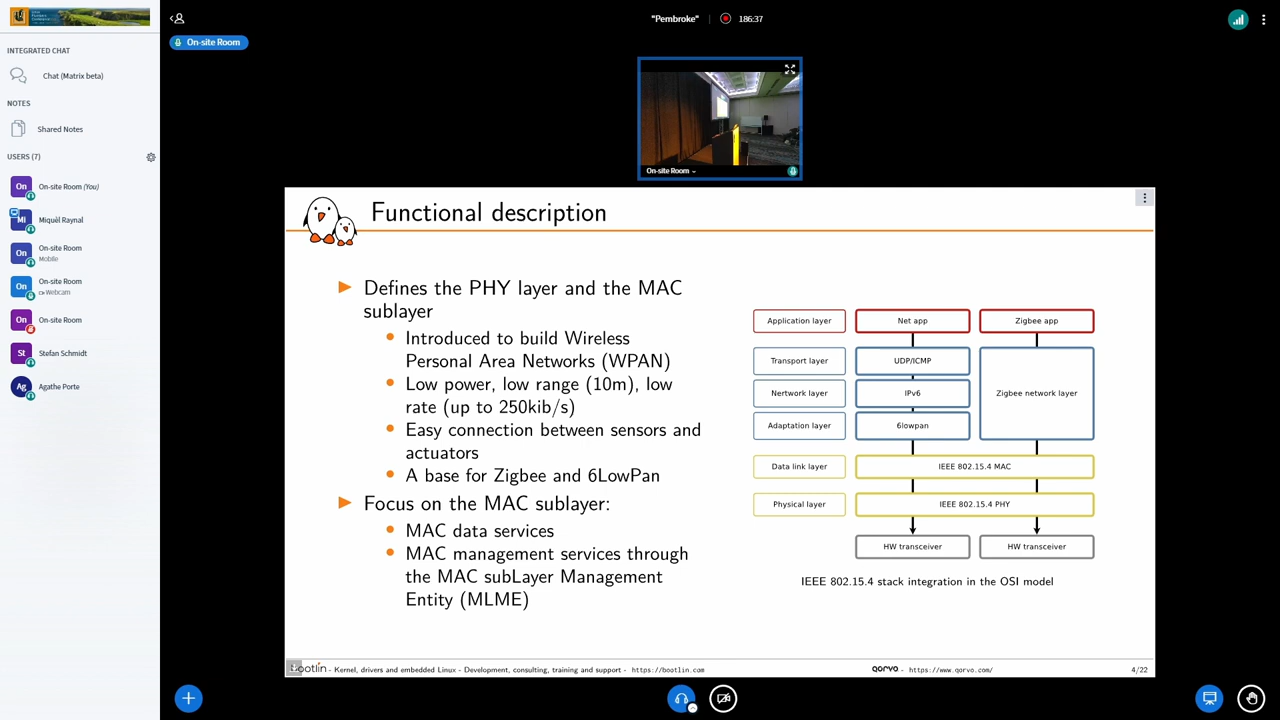 "Pembroke"
186:37
On-site Room
INTEGRATED CHAT
Chat (Matrix beta)
NOTES
Shared Notes
USERS (7)
On
On-site Room (You)
Mi
Miquèl Raynal
On
On-site Room
Mobile
On
On-site Room
Webcam
On
On-site Room
St
Stefan Schmidt
Ag
Agathe Porte
On-site Room
Functional description
Defines the PHY layer and the MAC
sublayer
Introduced to build Wireless
Personal Area Networks (WPAN)
Low power, low range (10m), low
rate (up to 250kib/s)
Easy connection between sensors and
actuators
A base for Zigbee and 6LowPan
Focus on the MAC sublayer:
MAC data services
MAC management services through
the MAC subLayer Management
Entity (MLME)
Application layer
Net app
Zigbee app
Transport layer
UDP/ICMP
Nertwork layer
IPv6
Zigbee network layer
Adaptation layer
6lowpan
Data link layer
IEEE 802.15.4 MAC
Physical layer
IEEE 802.15.4 PHY
HW transceiver
HW transceiver
IEEE 802.15.4 stack integration in the OSI model
bootlin - Kernel, drivers and embedded Linux - Development, consulting, training and support - https://bootlin.com
qorvo - https://www.qorvo.com/
4/22